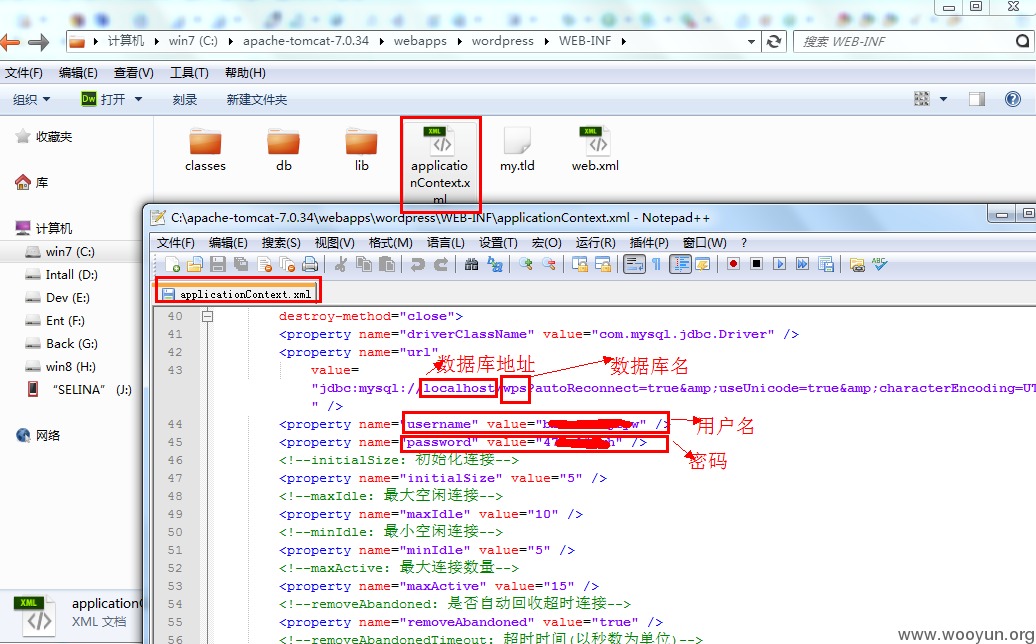 计算机 win7 (C:) apache-tomcat-7.0.34 webapps wordpress WEB-INF
搜索 WEB-INF
文件(F) 编辑(E) 查看(V) 工具(T) 帮助(H)
组织 Dw 打开 刻录 新建文件夹
收藏夹
库
计算机
win7 (C:)
Intall (D:)
Dev (E:)
Ent (F:)
Back (G:)
win8 (H:)
“SELINA” (J:)
网络
classes
db
lib
XML
applicatio
nContext.x
ml
my.tld
XML
web.xml
C:\apache-tomcat-7.0.34\webapps\wordpress\WEB-INF\applicationContext.xml - Notepad++
文件(F) 编辑(E) 搜索(S) 视图(V) 格式(M) 语言(L) 设置(T) 宏(O) 运行(R) 插件(P) 窗口(W) ?
applicationContext.xml
40 destroy-method="close">
41 <property name="driverClassName" value="com.mysql.jdbc.Driver" />
42 <property name="url"
43 value=
数据库地址 数据库名
"jdbc:mysql://localhost/wps?autoReconnect=true&amp;useUnicode=true&amp;characterEncoding=UT
" />
44 <property name="username" value="b w" />
用户名
45 <property name="password" value="47 h" />
密码
46 <!--initialSize: 初始化连接-->
47 <property name="initialSize" value="5" />
48 <!--maxIdle: 最大空闲连接-->
49 <property name="maxIdle" value="10" />
50 <!--minIdle: 最小空闲连接-->
51 <property name="minIdle" value="5" />
52 <!--maxActive: 最大连接数量-->
53 <property name="maxActive" value="15" />
54 <!--removeAbandoned: 是否自动回收超时连接-->
55 <property name="removeAbandoned" value="true" />
56 <!--removeAbandonedTimeout: 超时时间(以秒数为单位)-->
XML
application
XML 文档
www.wooyun.org